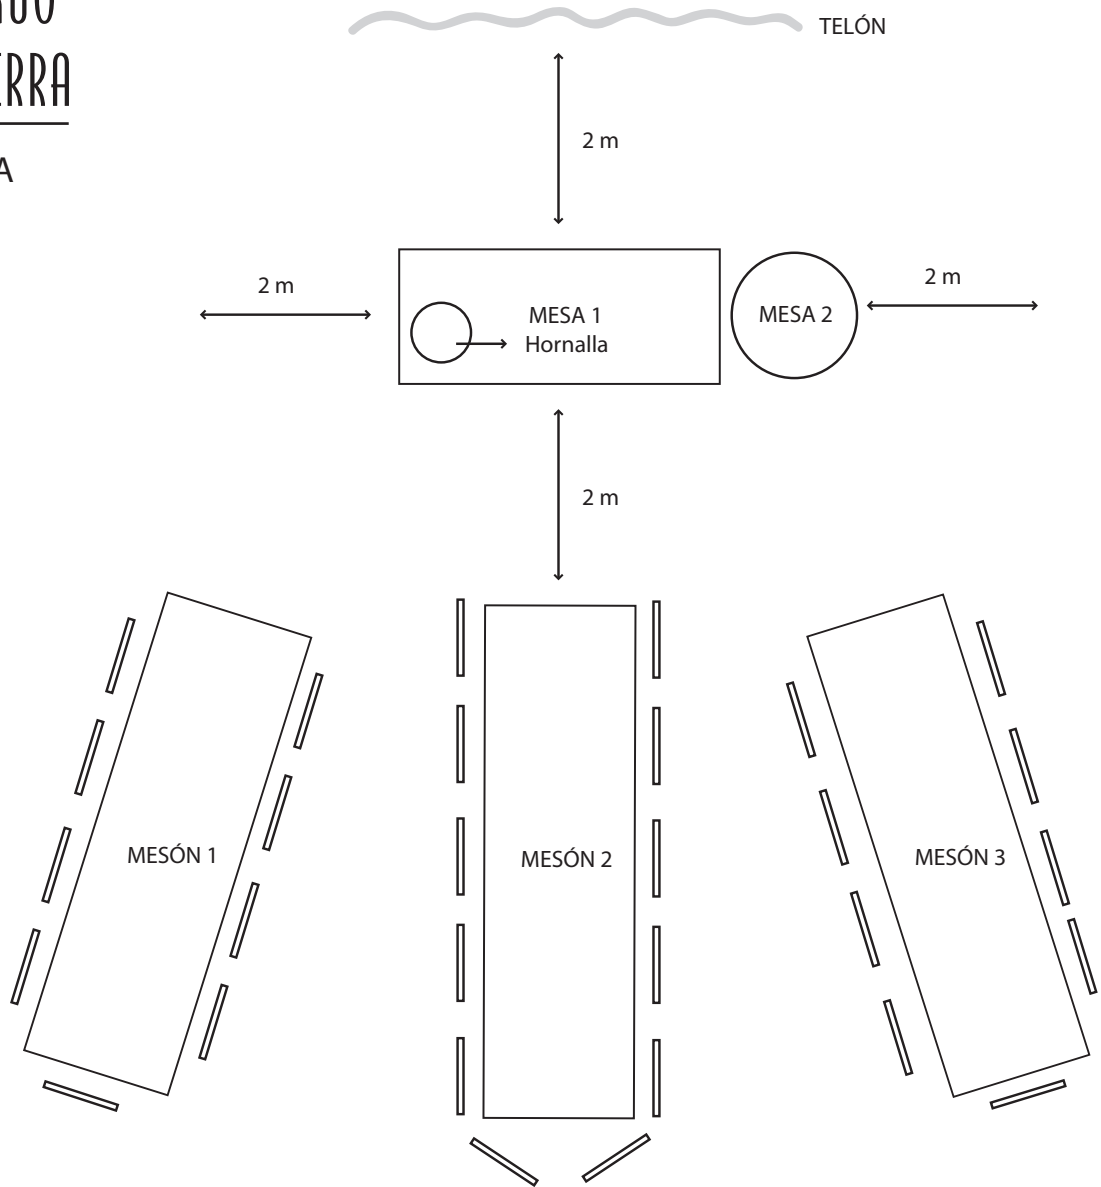 TELÓN
2 m
2 m
MESA 1
Hornalla
MESA 2
2 m
2 m
MESÓN 1
MESÓN 2
MESÓN 3